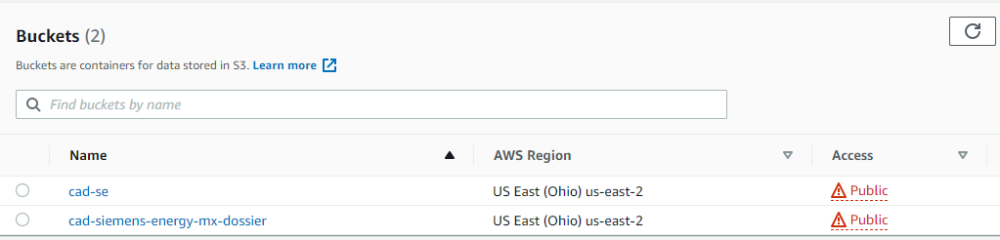 Buckets (2)
Buckets are containers for data stored in S3. Learn more
Find buckets by name
Name AWS Region Access
cad-se US East (Ohio) us-east-2 Public
cad-siemens-energy-mx-dossier US East (Ohio) us-east-2 Public